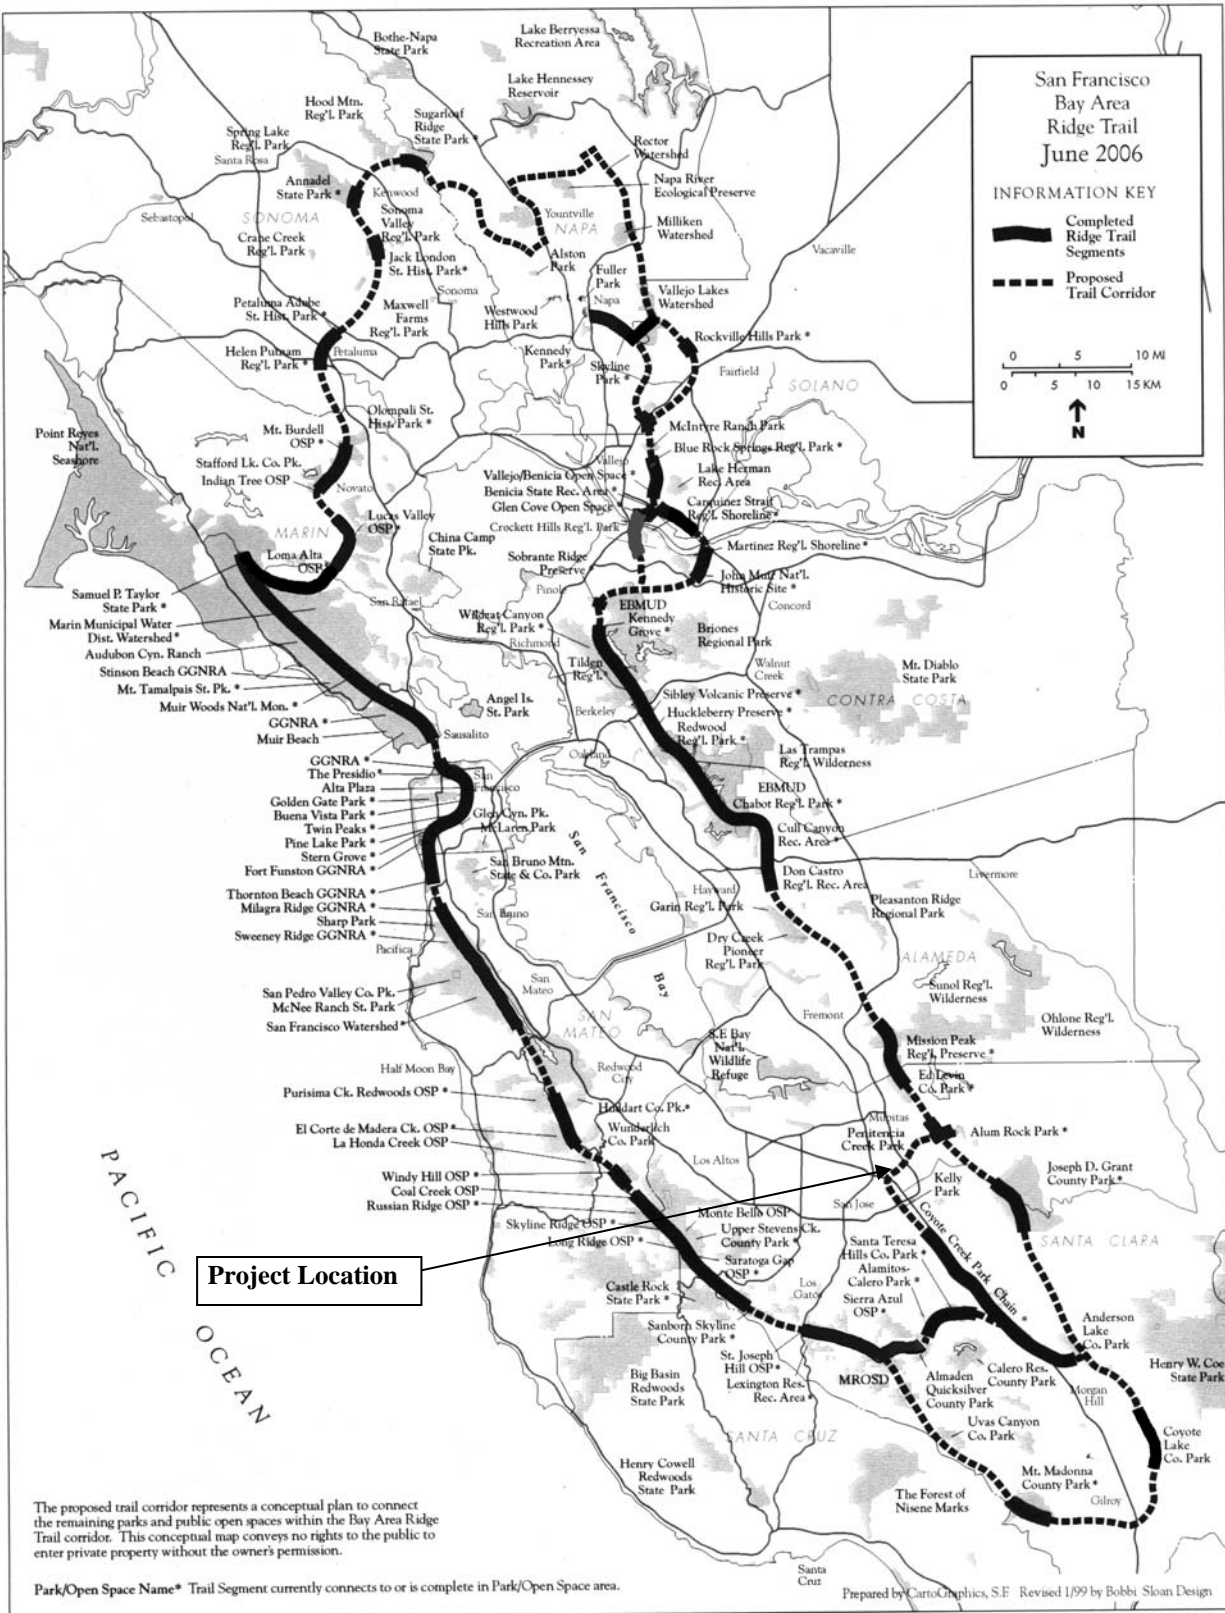 San Francisco
Bay Area
Ridge Trail
June 2006
INFORMATION KEY
Completed
Ridge Trail
Segments
Proposed
Trail Corridor
0 5 10 MI
0 5 10 15 KM
N
Bothe-Napa
State Park
Lake Berryessa
Recreation Area
Lake Hennessey
Reservoir
Hood Mtn.
Reg'l. Park
Sugarloaf
Ridge
State Park *
Spring Lake
Reg'l. Park
Santa Rosa
Rector
Watershed
Annadel
State Park *
Kenwood
Napa River
Ecological Preserve
Sebastopol
SONOMA
Sonoma
Valley
Reg'l. Park
Yountville
NAPA
Milliken
Watershed
Crane Creek
Reg'l. Park
Jack London
St. Hist. Park*
Alston
Park
Vacaville
Fuller
Park
Sonoma
Petaluma Adobe
St. Hist. Park *
Maxwell
Farms
Reg'l. Park
Westwood
Hills Park
Napa
Vallejo Lakes
Watershed
Rockville Hills Park *
Helen Putnam
Reg'l. Park *
Petaluma
Kennedy
Park*
Skyline
Park *
Fairfield
SOLANO
Olompali St.
Hist. Park *
McIntyre Ranch Park
Point Reyes
Nat'l.
Seashore
Mt. Burdell
OSP *
Blue Rock Springs Reg'l. Park *
Stafford Lk. Co. Pk.
Indian Tree OSP
Novato
Vallejo
Vallejo/Benicia Open Space *
Benicia State Rec. Area *
Glen Cove Open Space *
Lake Herman
Rec. Area
Lucas Valley
OSP *
Carquinez Strait
Reg'l. Shoreline *
Crockett Hills Reg'l. Park
MARIN
China Camp
State Pk.
Martinez Reg'l. Shoreline *
Loma Alta
OSP*
Sobrante Ridge
Preserve *
John Muir Nat'l.
Historic Site *
Samuel P. Taylor
State Park *
Pinole
San Rafael
EBMUD
Kennedy
Grove *
Concord
Marin Municipal Water
Dist. Watershed *
Wildcat Canyon
Reg'l. Park *
Richmond
Briones
Regional Park
Audubon Cyn. Ranch
Stinson Beach GGNRA
Mt. Tamalpais St. Pk. *
Muir Woods Nat'l. Mon. *
GGNRA *
Muir Beach
Tilden
Reg'l.*
Walnut
Creek
Mt. Diablo
State Park
Angel Is.
St. Park
Berkeley
Sibley Volcanic Preserve *
Huckleberry Preserve *
Redwood
Reg'l. Park *
CONTRA COSTA
Sausalito
Oakland
Las Trampas
Reg'l. Wilderness
GGNRA *
The Presidio *
Alta Plaza
Golden Gate Park *
Buena Vista Park *
Twin Peaks *
Pine Lake Park *
Stern Grove *
Fort Funston GGNRA *
San
Francisco
Glen Cyn. Pk.
McLaren Park
EBMUD
Chabot Reg'l. Park *
Cull Canyon
Rec. Area *
San Bruno Mtn.
State & Co. Park
San
Francisco
Bay
Don Castro
Reg'l. Rec. Area
Livermore
Thornton Beach GGNRA *
Milagra Ridge GGNRA *
Sharp Park
Sweeney Ridge GGNRA *
San Bruno
Hayward
Garin Reg'l. Park
Pleasanton Ridge
Regional Park
Pacifica
Dry Creek
Pioneer
Reg'l. Park
ALAMEDA
San Pedro Valley Co. Pk.
McNee Ranch St. Park
San Francisco Watershed *
San
Mateo
Sunol Reg'l.
Wilderness
SAN
MATEO
Fremont
Ohlone Reg'l.
Wilderness
S.F. Bay
Nat'l.
Wildlife
Refuge
Mission Peak
Reg'l. Preserve *
Half Moon Bay
Redwood
City
Ed Levin
Co. Park *
Purisima Ck. Redwoods OSP *
Huddart Co. Pk.*
El Corte de Madera Ck. OSP *
La Honda Creek OSP
Wunderlich
Co. Park
Milpitas
Penitencia
Creek Park
Alum Rock Park *
Los Altos
Windy Hill OSP *
Coal Creek OSP
Russian Ridge OSP *
Joseph D. Grant
County Park *
Kelly
Park
San Jose
Skyline Ridge OSP *
Long Ridge OSP *
Monte Bello OSP
Upper Stevens Ck.
County Park *
Coyote Creek Park Chain *
Santa Teresa
Hills Co. Park *
SANTA CLARA
Project Location
Saratoga Gap
OSP *
Alamitos-
Calero Park *
Castle Rock
State Park *
Los
Gatos
Sierra Azul
OSP *
Sanborn Skyline
County Park *
Anderson
Lake
Co. Park
St. Joseph
Hill OSP *
Lexington Res.
Rec. Area *
MROSD
Almaden
Quicksilver
County Park
Calero Res.
County Park
Henry W. Coe
State Park
Big Basin
Redwoods
State Park
Morgan
Hill
Uvas Canyon
Co. Park
Coyote
Lake
Co. Park
SANTA CRUZ
Henry Cowell
Redwoods
State Park
Mt. Madonna
County Park *
The Forest of
Nisene Marks
Gilroy
PACIFIC
OCEAN
Santa
Cruz
The proposed trail corridor represents a conceptual plan to connect
the remaining parks and public open spaces within the Bay Area Ridge
Trail corridor. This conceptual map conveys no rights to the public to
enter private property without the owner's permission.
Park/Open Space Name* Trail Segment currently connects to or is complete in Park/Open Space area.
Prepared by CartoGraphics, S.F. Revised 1/99 by Bobbi Sloan Design